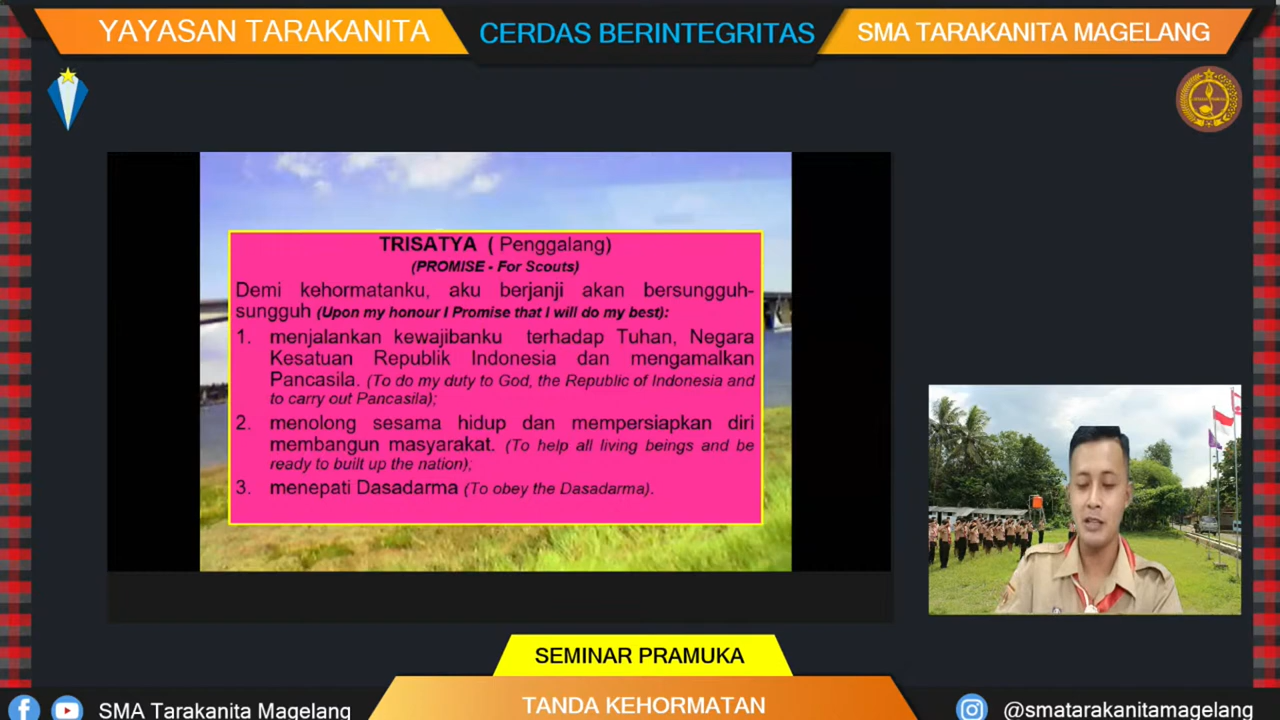 YAYASAN TARAKANITA
CERDAS BERINTEGRITAS
SMA TARAKANITA MAGELANG
TRISATYA ( Penggalang)
(PROMISE - For Scouts)
Demi kehormatanku, aku berjanji akan bersungguh-
sungguh (Upon my honour I Promise that I will do my best):
1. menjalankan kewajibanku terhadap Tuhan, Negara
Kesatuan Republik Indonesia dan mengamalkan
Pancasila. (To do my duty to God, the Republic of Indonesia and
to carry out Pancasila);
2. menolong sesama hidup dan mempersiapkan diri
membangun masyarakat. (To help all living beings and be
ready to built up the nation);
3. menepati Dasadarma (To obey the Dasadarma).
SEMINAR PRAMUKA
TANDA KEHORMATAN
SMA Tarakanita Magelang
@smatarakanitamagelang